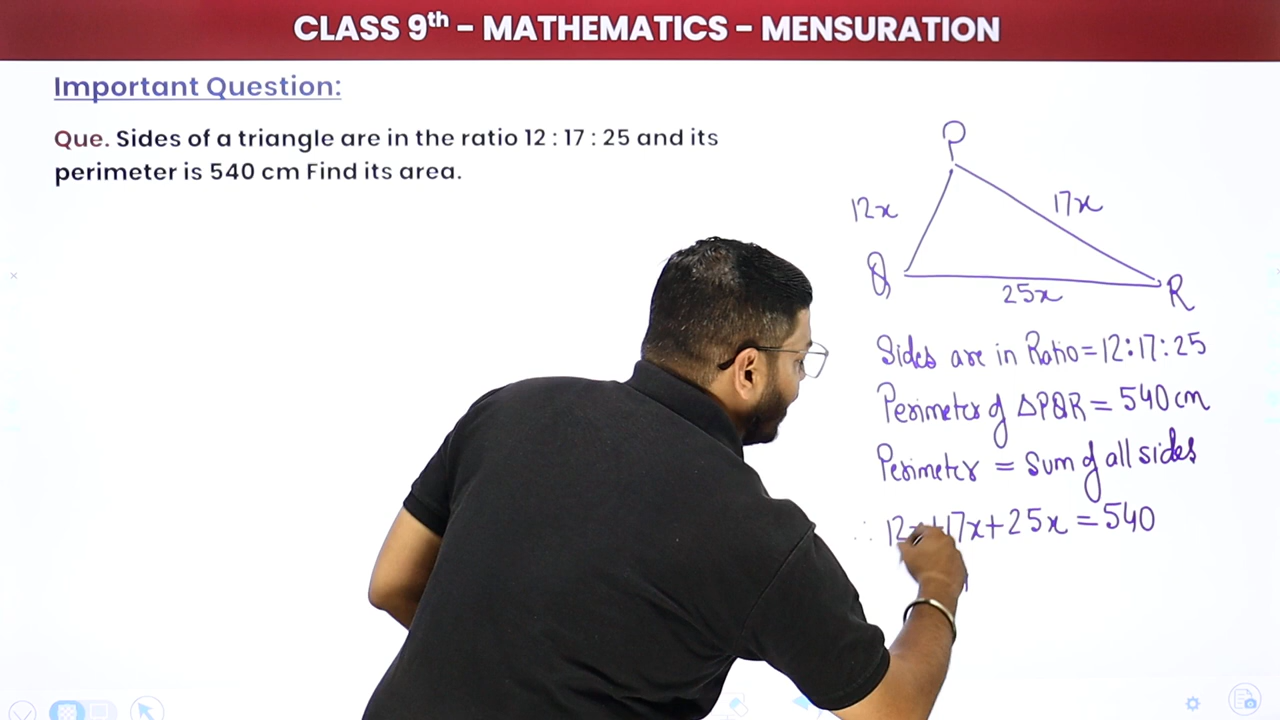 CLASS 9th - MATHEMATICS - MENSURATION
Important Question:
Que. Sides of a triangle are in the ratio 12 : 17 : 25 and its
perimeter is 540 cm Find its area.
P
12x
17x
Q
R
25x
Sides are in Ratio = 12:17:25
Perimeter of ΔPQR = 540 cm
Perimeter = Sum of all sides
∴ 12x+17x+25x = 540